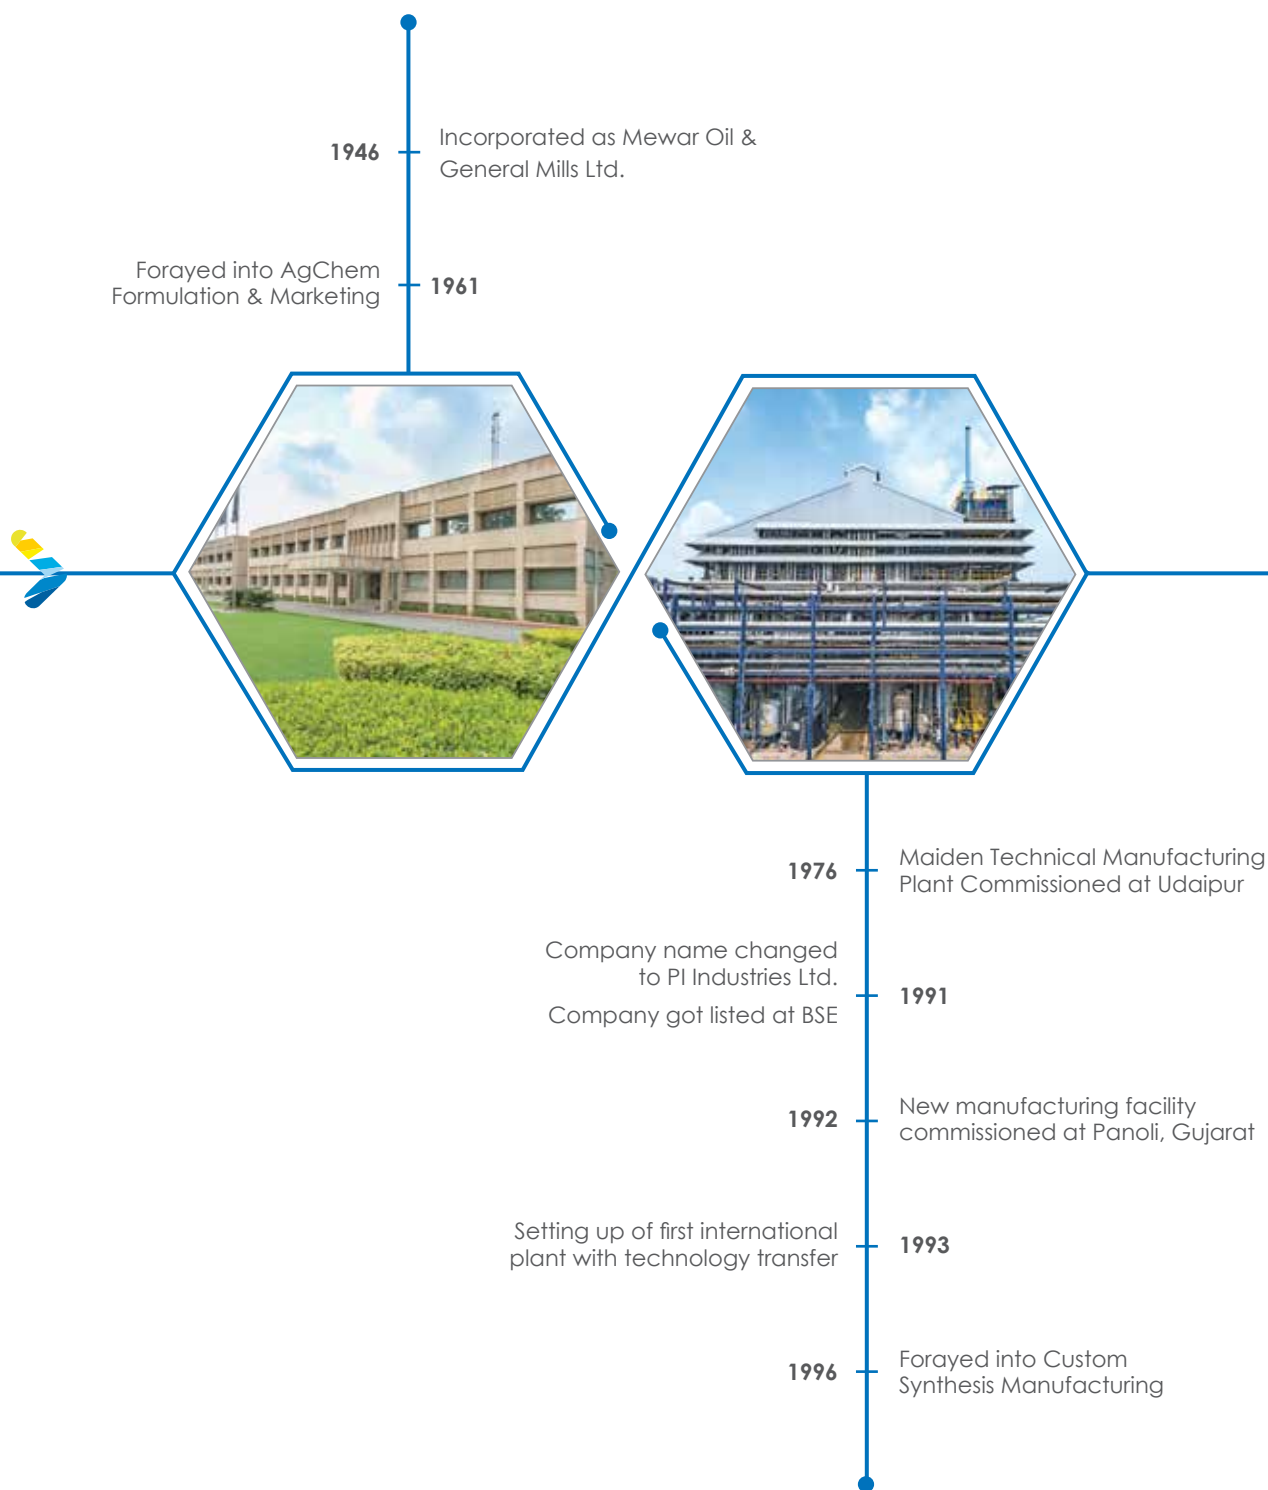 1946
Incorporated as Mewar Oil &
General Mills Ltd.
Forayed into AgChem
Formulation & Marketing
1961
1976
Maiden Technical Manufacturing
Plant Commissioned at Udaipur
Company name changed
to PI Industries Ltd.
Company got listed at BSE
1991
1992
New manufacturing facility
commissioned at Panoli, Gujarat
Setting up of first international
plant with technology transfer
1993
1996
Forayed into Custom
Synthesis Manufacturing